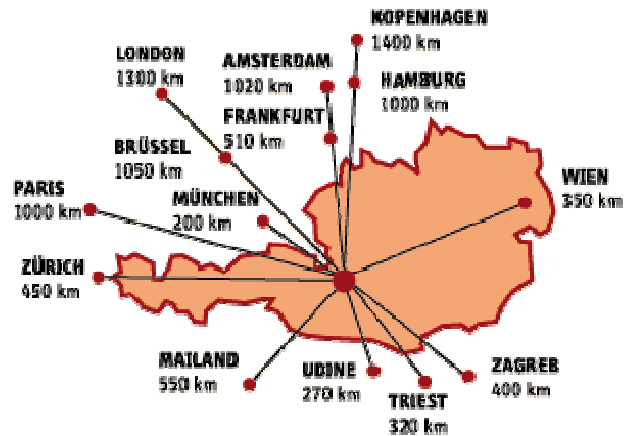 KOPENHAGEN
1400 km
LONDON
1300 km
AMSTERDAM
1020 km
HAMBURG
1000 km
FRANKFURT
510 km
BRÜSSEL
1050 km
PARIS
1000 km
MÜNCHEN
200 km
WIEN
350 km
ZÜRICH
450 km
MAILAND
550 km
UDINE
270 km
ZAGREB
400 km
TRIEST
320 km